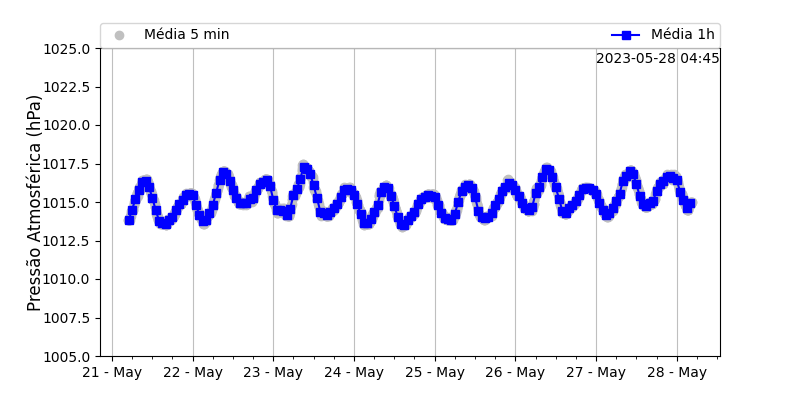 Média 5 min
Média 1h
2023-05-28 04:45
Pressão Atmosférica (hPa)
1025.0
1022.5
1020.0
1017.5
1015.0
1012.5
1010.0
1007.5
1005.0
21 - May
22 - May
23 - May
24 - May
25 - May
26 - May
27 - May
28 - May